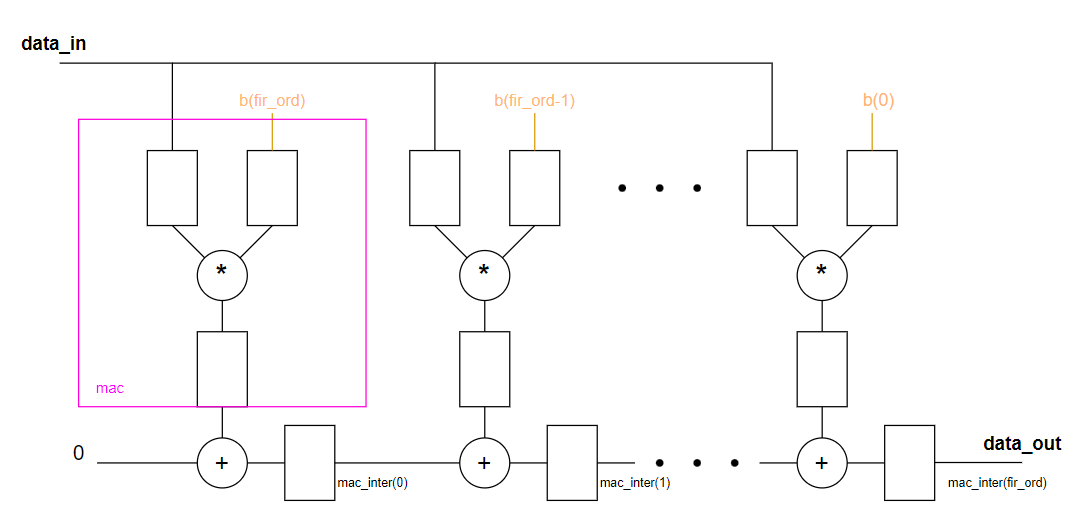 data_in
b(fir_ord)
b(fir_ord-1)
b(0)
* * *
mac
0
+ + +
data_out
mac_inter(0)
mac_inter(1)
mac_inter(fir_ord)